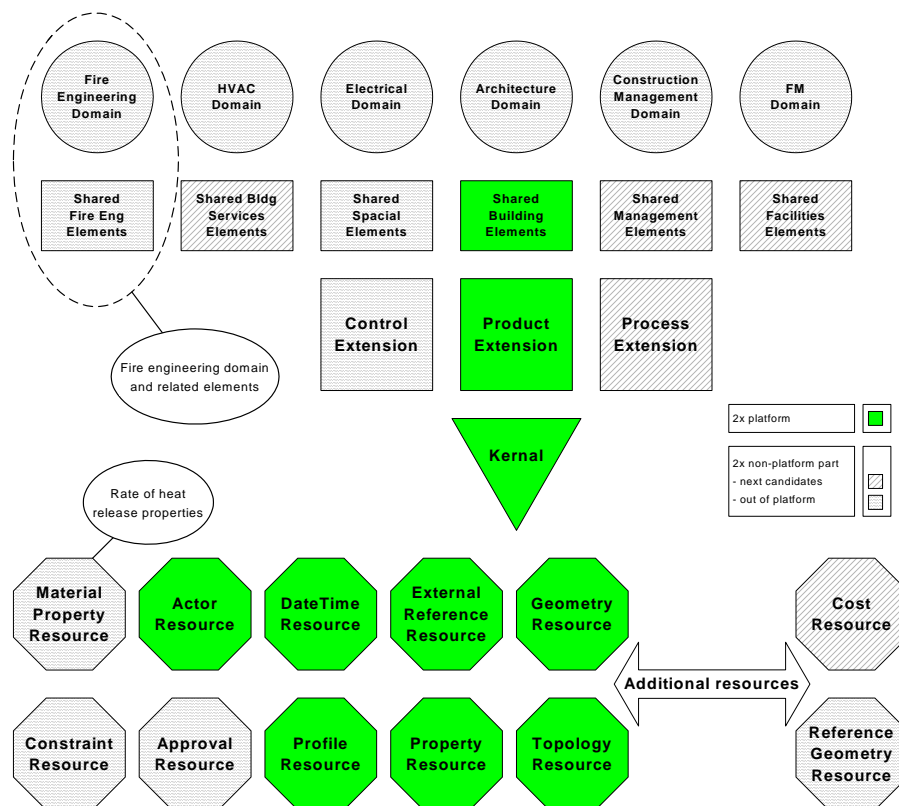 Fire
Engineering
Domain
HVAC
Domain
Electrical
Domain
Architecture
Domain
Construction
Management
Domain
FM
Domain
Shared
Fire Eng
Elements
Shared Bldg
Services
Elements
Shared
Spacial
Elements
Shared
Building
Elements
Shared
Management
Elements
Shared
Facilities
Elements
Control
Extension
Product
Extension
Process
Extension
Fire engineering domain
and related elements
2x platform
Kernal
2x non-platform part
- next candidates
- out of platform
Rate of heat
release properties
Material
Property
Resource
Actor
Resource
DateTime
Resource
External
Reference
Resource
Geometry
Resource
Cost
Resource
Additional resources
Constraint
Resource
Approval
Resource
Profile
Resource
Property
Resource
Topology
Resource
Reference
Geometry
Resource